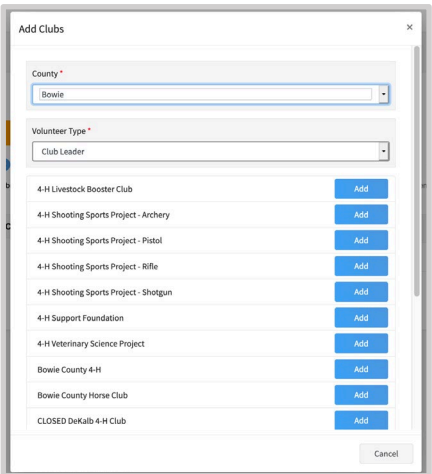 Add Clubs
×
County *
Bowie
Volunteer Type *
Club Leader
4-H Livestock Booster Club
Add
4-H Shooting Sports Project - Archery
Add
4-H Shooting Sports Project - Pistol
Add
4-H Shooting Sports Project - Rifle
Add
4-H Shooting Sports Project - Shotgun
Add
4-H Support Foundation
Add
4-H Veterinary Science Project
Add
Bowie County 4-H
Add
Bowie County Horse Club
Add
CLOSED DeKalb 4-H Club
Add
Cancel